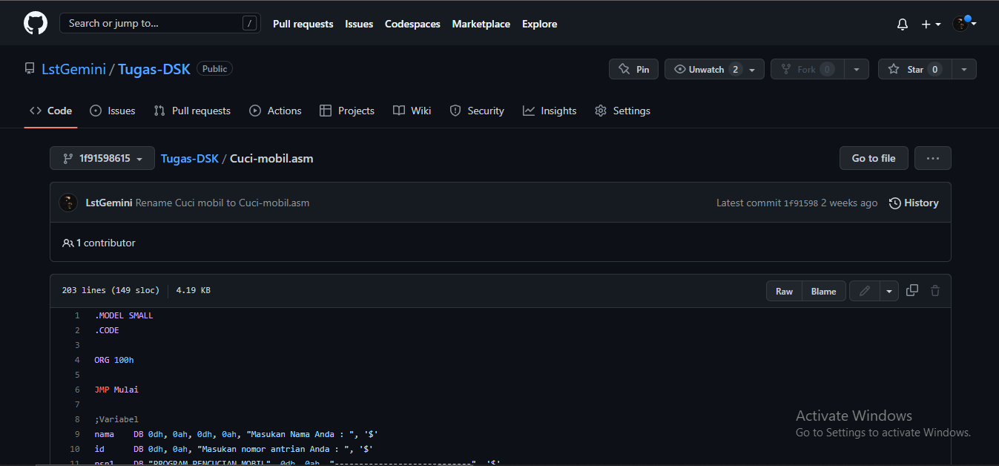 Search or jump to... /
Pull requests Issues Codespaces Marketplace Explore
LstGemini / Tugas-DSK Public
Pin Unwatch 2 Fork 0 Star 0
Code Issues Pull requests Actions Projects Wiki Security Insights Settings
1f91598615 Tugas-DSK / Cuci-mobil.asm Go to file ...
LstGemini Rename Cuci mobil to Cuci-mobil.asm Latest commit 1f91598 2 weeks ago History
1 contributor
203 lines (149 sloc) 4.19 KB Raw Blame
1 .MODEL SMALL
2 .CODE
3
4 ORG 100h
5
6 JMP Mulai
7
8 ;Variabel
9 nama DB 0dh, 0ah, 0dh, 0ah, "Masukan Nama Anda : ", '$'
10 id DB 0dh, 0ah, "Masukan nomor antrian Anda : ", '$'
11 psn1 DB "PROGRAM PENCUCIAN MOBIL", 0dh, 0ah, "----------------------------", '$'
Activate Windows
Go to Settings to activate Windows.